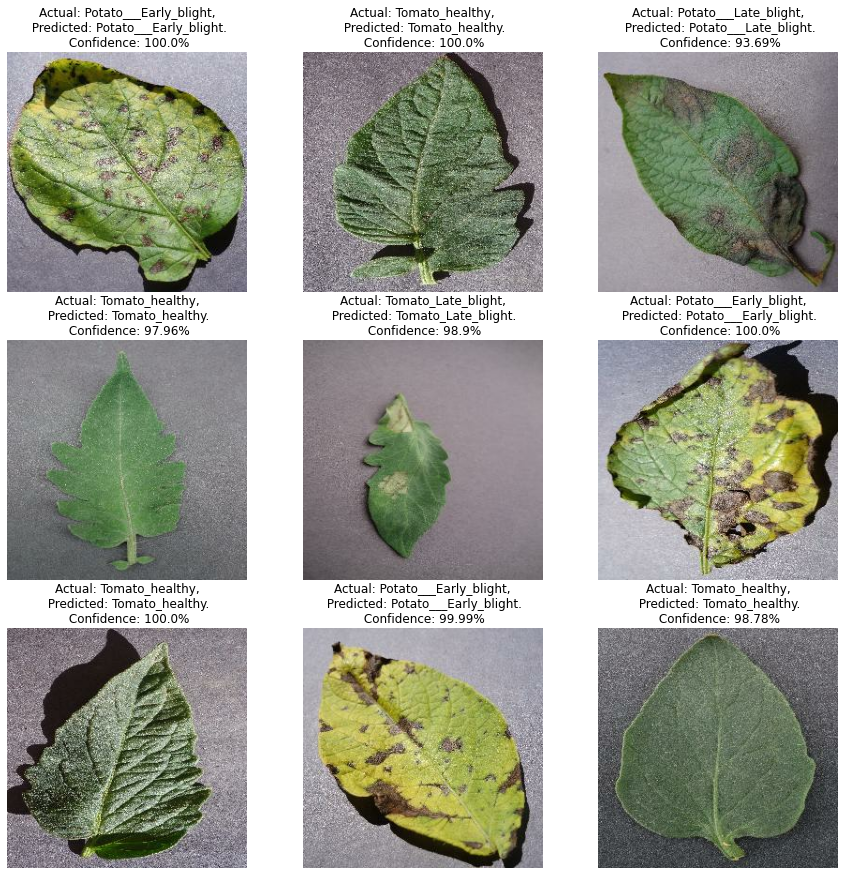 Actual: Potato___Early_blight,
Predicted: Potato___Early_blight.
Confidence: 100.0%
Actual: Tomato_healthy,
Predicted: Tomato_healthy.
Confidence: 100.0%
Actual: Potato___Late_blight,
Predicted: Potato___Late_blight.
Confidence: 93.69%
Actual: Tomato_healthy,
Predicted: Tomato_healthy.
Confidence: 97.96%
Actual: Tomato_Late_blight,
Predicted: Tomato_Late_blight.
Confidence: 98.9%
Actual: Potato___Early_blight,
Predicted: Potato___Early_blight.
Confidence: 100.0%
Actual: Tomato_healthy,
Predicted: Tomato_healthy.
Confidence: 100.0%
Actual: Potato___Early_blight,
Predicted: Potato___Early_blight.
Confidence: 99.99%
Actual: Tomato_healthy,
Predicted: Tomato_healthy.
Confidence: 98.78%